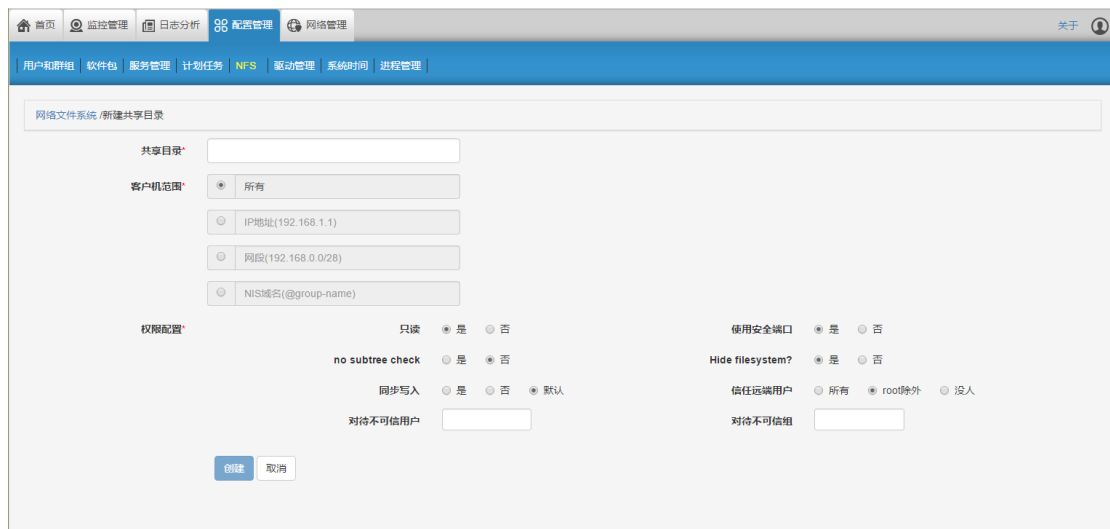 首页 监控管理 日志分析 配置管理 网络管理 关于
用户和群组 软件包 服务管理 计划任务 NFS 驱动管理 系统时间 进程管理
网络文件系统 /新建共享目录
共享目录*
客户机范围* 所有
IP地址(192.168.1.1)
网段(192.168.0.0/28)
NIS域名(@group-name)
权限配置* 只读 是 否 使用安全端口 是 否
no subtree check 是 否 Hide filesystem? 是 否
同步写入 是 否 默认 信任远端用户 所有 root除外 没人
对待不可信用户 对待不可信组
创建 取消